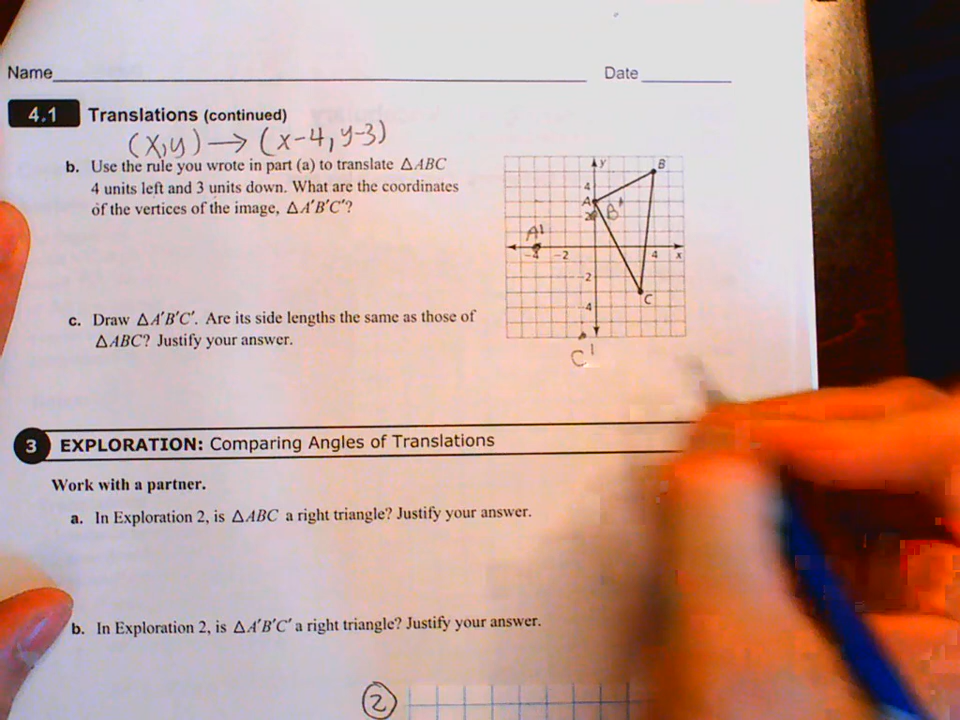 Name Date
4.1 Translations (continued)
(x,y) → (x-4, y-3)
b. Use the rule you wrote in part (a) to translate △ABC
4 units left and 3 units down. What are the coordinates
of the vertices of the image, △A′B′C′?
y B
4
A B'
2
A'
-4 -2 4 x
-2
C
-4
C'
c. Draw △A′B′C′. Are its side lengths the same as those of
△ABC? Justify your answer.
3 EXPLORATION: Comparing Angles of Translations
Work with a partner.
a. In Exploration 2, is △ABC a right triangle? Justify your answer.
b. In Exploration 2, is △A′B′C′ a right triangle? Justify your answer.
2